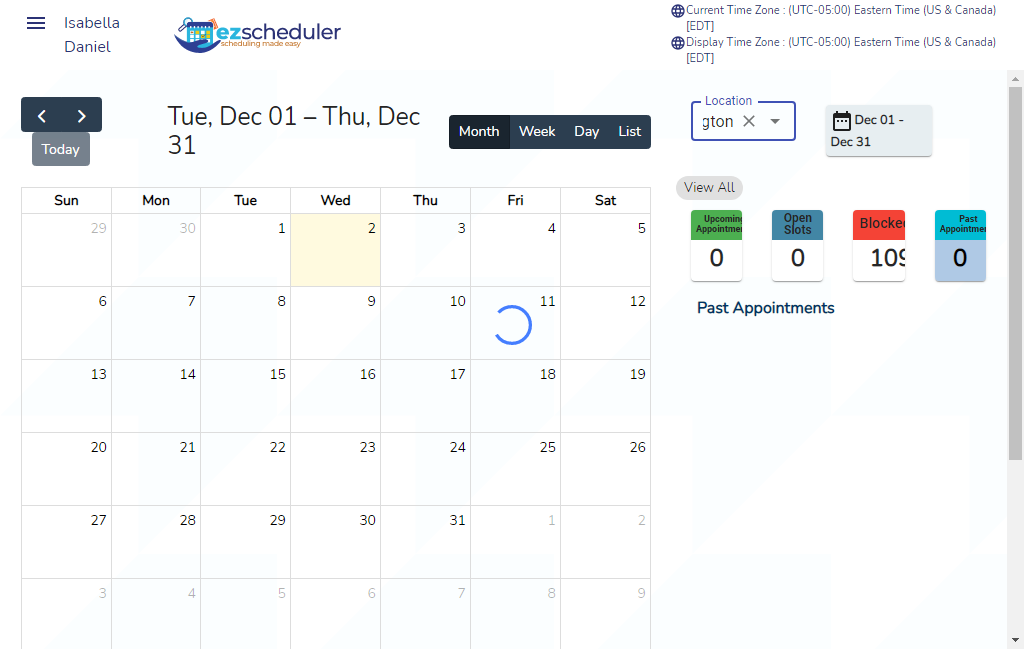 Isabella
Daniel
ezscheduler
scheduling made easy
Current Time Zone : (UTC-05:00) Eastern Time (US & Canada)
[EDT]
Display Time Zone : (UTC-05:00) Eastern Time (US & Canada)
[EDT]
Today
Tue, Dec 01 – Thu, Dec
31
Month Week Day List
Location
gton
Dec 01 -
Dec 31
View All
Upcoming
Appointmen
0
Open
Slots
0
Blocked
109
Past
Appointmen
0
Past Appointments
Sun Mon Tue Wed Thu Fri Sat
29 30 1 2 3 4 5
6 7 8 9 10 11 12
13 14 15 16 17 18 19
20 21 22 23 24 25 26
27 28 29 30 31 1 2
3 4 5 6 7 8 9